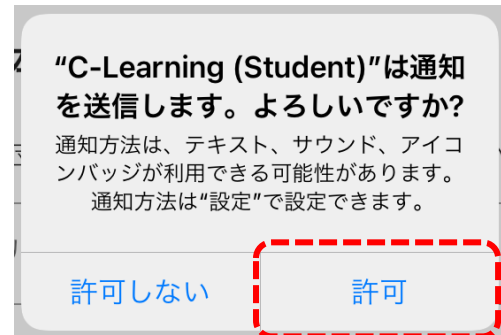 “C-Learning (Student)”は通知
を送信します。よろしいですか?
通知方法は、テキスト、サウンド、アイコ
ンバッジが利用できる可能性があります。
通知方法は“設定”で設定できます。
許可しない
許可